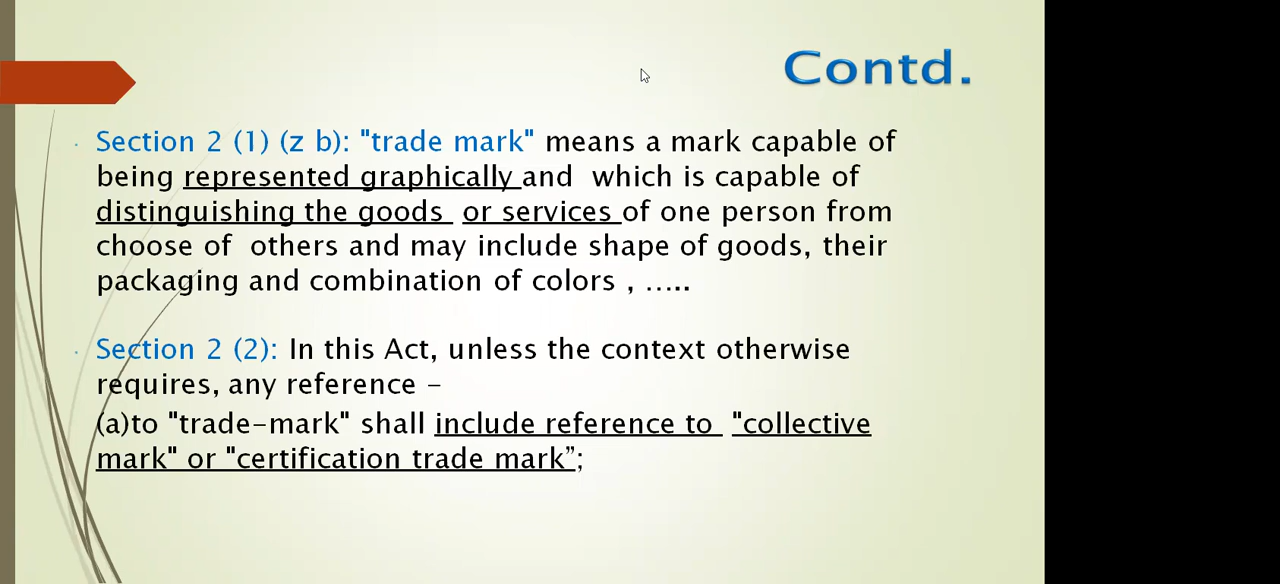 Contd.
Section 2 (1) (z b): "trade mark" means a mark capable of
being represented graphically and which is capable of
distinguishing the goods or services of one person from
choose of others and may include shape of goods, their
packaging and combination of colors , .....
Section 2 (2): In this Act, unless the context otherwise
requires, any reference –
(a)to "trade–mark" shall include reference to "collective
mark" or "certification trade mark”;